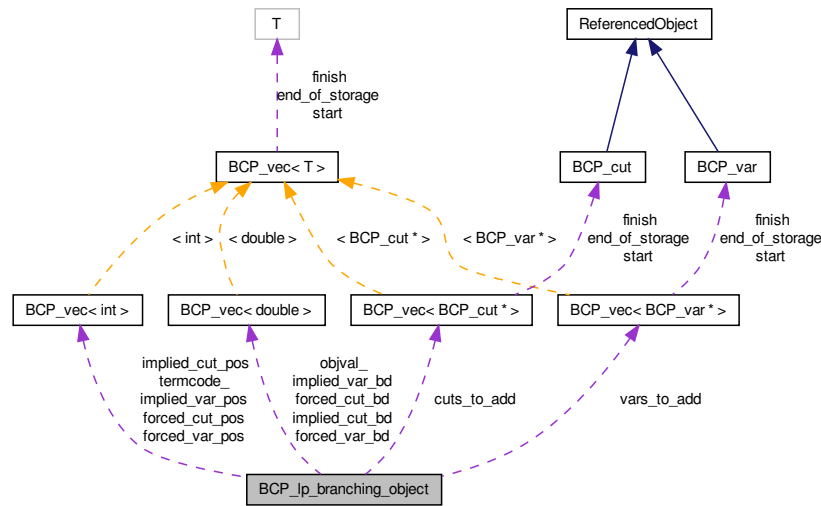 T
ReferencedObject
finish
end_of_storage
start
BCP_vec< T >
BCP_cut
BCP_var
< int >
< double >
< BCP_cut * >
< BCP_var * >
finish
end_of_storage
start
finish
end_of_storage
start
BCP_vec< int >
BCP_vec< double >
BCP_vec< BCP_cut * >
BCP_vec< BCP_var * >
implied_cut_pos
termcode_
implied_var_pos
forced_cut_pos
forced_var_pos
objval_
implied_var_bd
forced_cut_bd
implied_cut_bd
forced_var_bd
cuts_to_add
vars_to_add
BCP_lp_branching_object